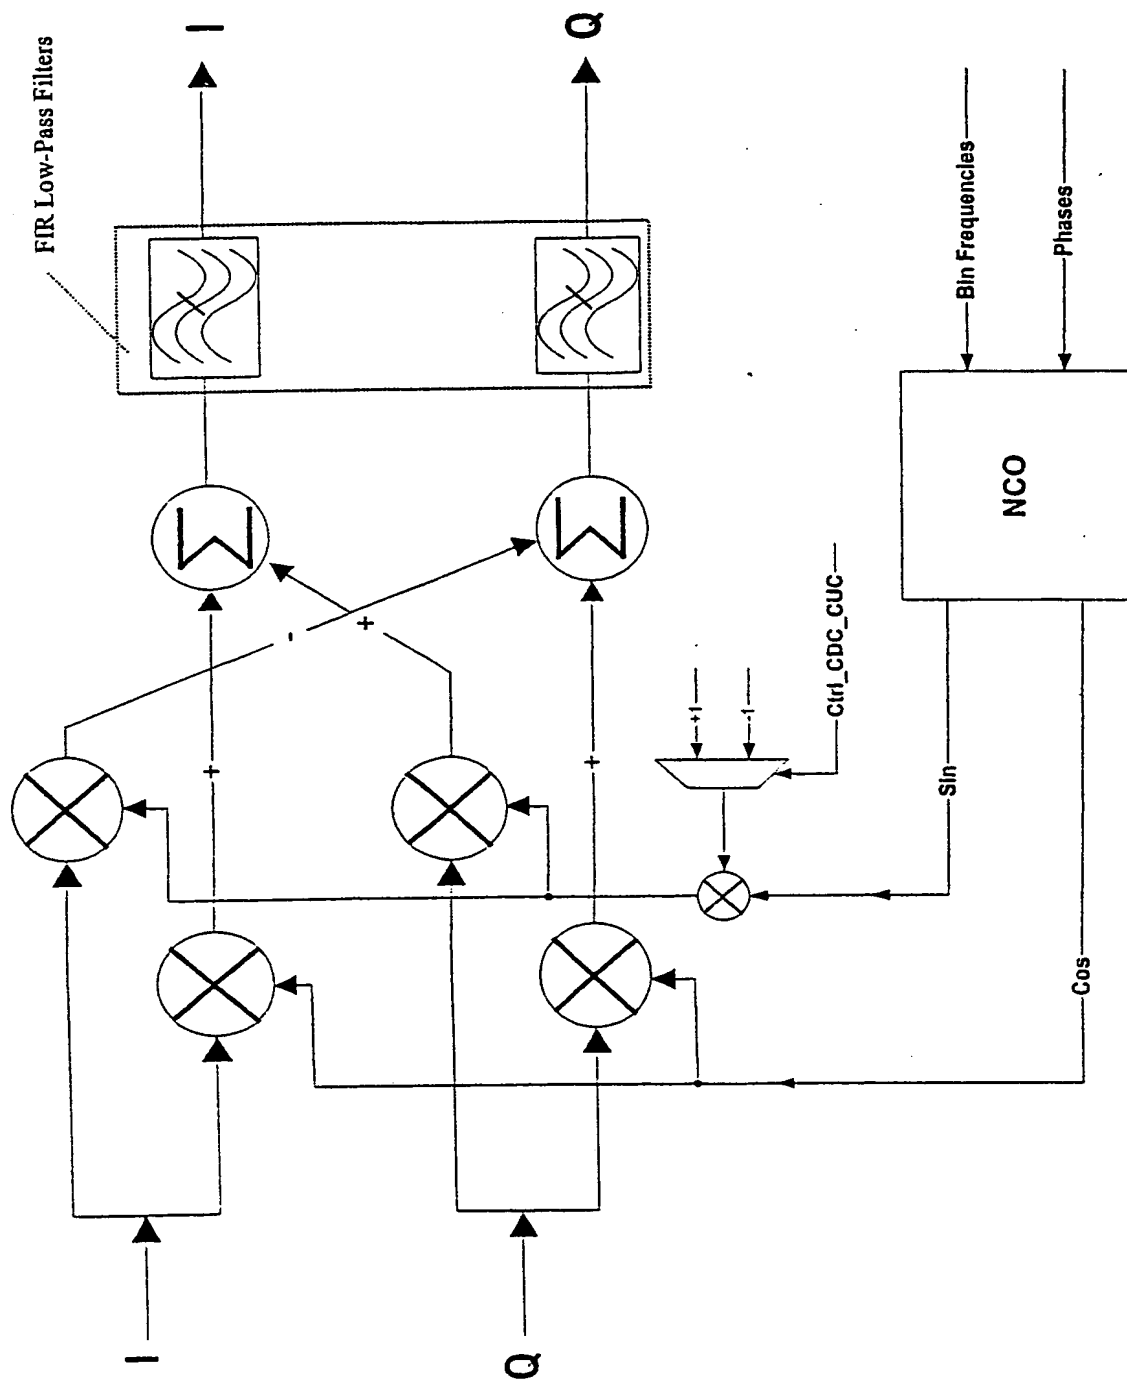 FIR Low-Pass Filters
I
I
Q
Q
+
-
+
+
+1
-1
Ctrl_CDC_CUC
Sin
Cos
NCO
Bin Frequencies
Phases